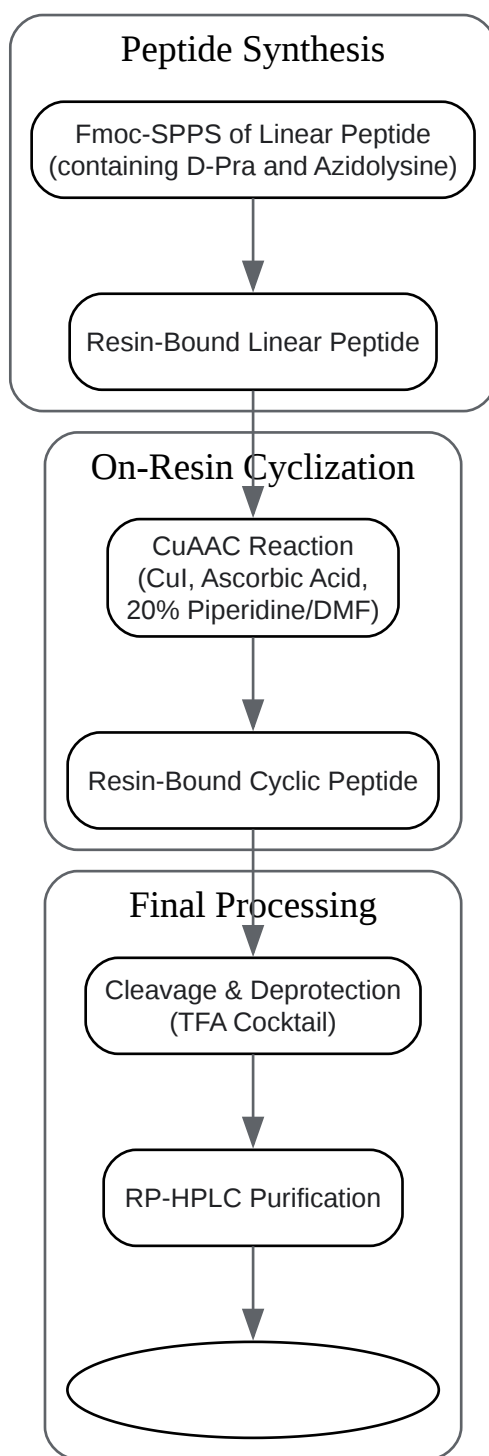 Peptide Synthesis
Fmoc-SPPS of Linear Peptide
(containing D-Pra and Azidolysine)
Resin-Bound Linear Peptide
On-Resin Cyclization
CuAAC Reaction
(CuI, Ascorbic Acid,
20% Piperidine/DMF)
Resin-Bound Cyclic Peptide
Final Processing
Cleavage & Deprotection
(TFA Cocktail)
RP-HPLC Purification